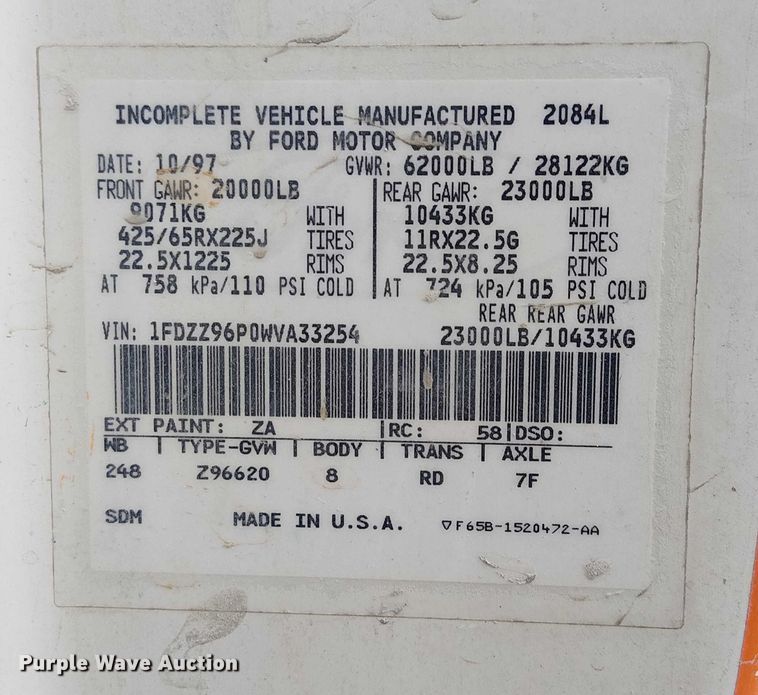 INCOMPLETE VEHICLE MANUFACTURED 2084L
BY FORD MOTOR COMPANY
DATE: 10/97 GVWR: 62000LB / 28122KG
FRONT GAWR: 20000LB REAR GAWR: 23000LB
9071KG WITH 10433KG WITH
425/65RX225J TIRES 11RX22.5G TIRES
22.5X1225 RIMS 22.5X8.25 RIMS
AT 758 kPa/110 PSI COLD AT 724 kPa/105 PSI COLD
REAR REAR GAWR
VIN: 1FDZZ96P0WVA33254 23000LB/10433KG
EXT PAINT: ZA RC: 58 DSO:
WB TYPE-GVW BODY TRANS AXLE
248 Z96620 8 RD 7F
SDM MADE IN U.S.A. ▽F65B-1520472-AA
Purple Wave Auction